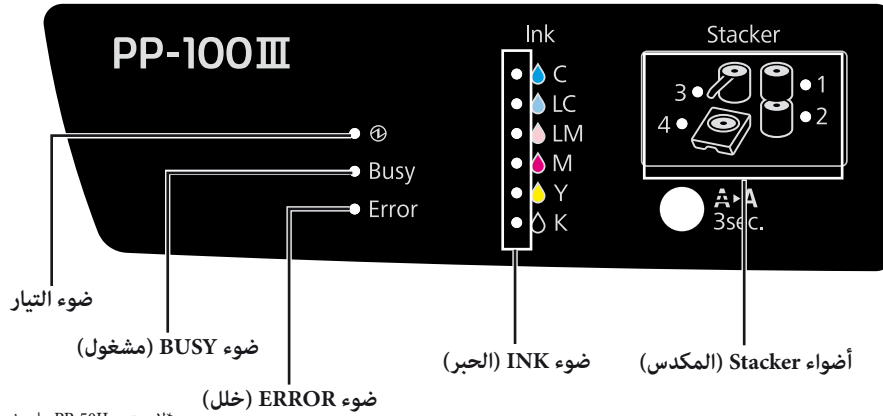 Ink
Stacker
PP-100III
C
LC
LM
M
Y
K
3
1
4
2
Busy
Error
A▸A
3sec.
ضوء التيار
ضوء BUSY (مشغول)
ضوء INK (الحبر)
أضواء Stacker (المكدس)
ضوء ERROR (خلل)